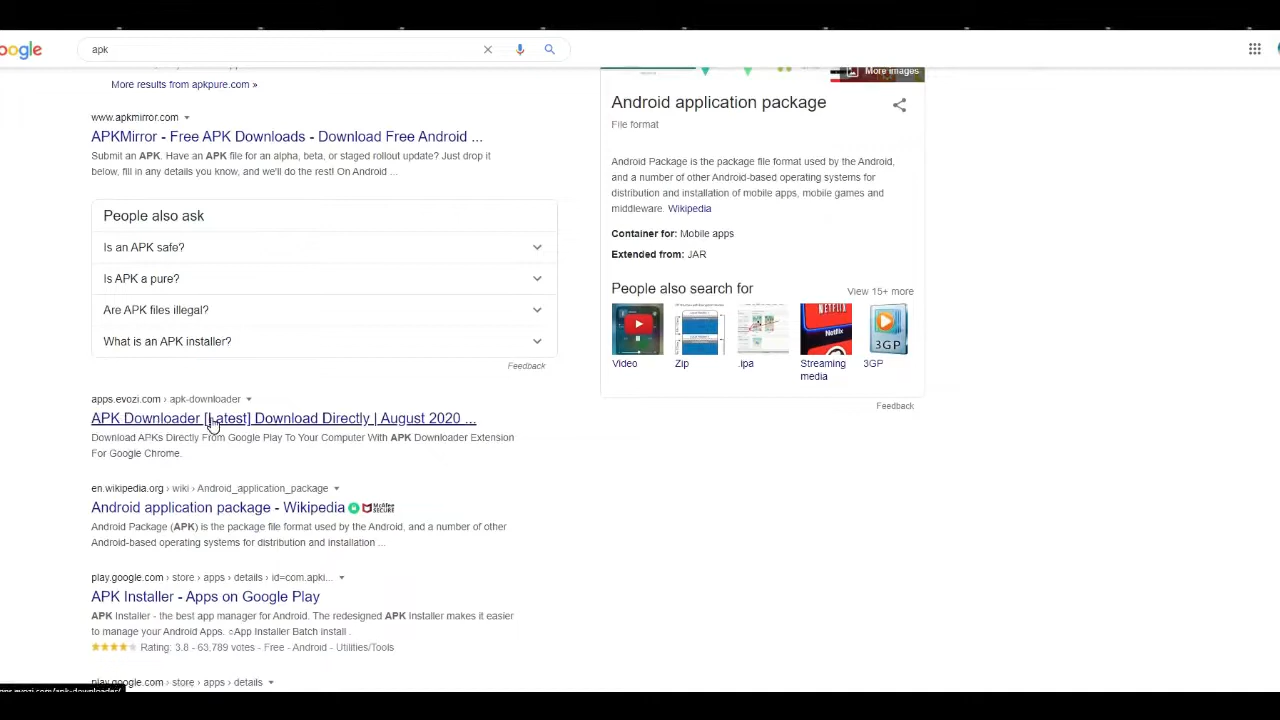 oogle
apk
More results from apkpure.com »
www.apkmirror.com
APKMirror - Free APK Downloads - Download Free Android ...
Submit an APK. Have an APK file for an alpha, beta, or staged rollout update? Just drop it
below, fill in any details you know, and we'll do the rest! On Android ...
People also ask
Is an APK safe?
Is APK a pure?
Are APK files illegal?
What is an APK installer?
Feedback
apps.evozi.com › apk-downloader
APK Downloader [Latest] Download Directly | August 2020 ...
Download APKs Directly From Google Play To Your Computer With APK Downloader Extension
For Google Chrome.
en.wikipedia.org › wiki › Android_application_package
Android application package - Wikipedia McAfee SECURE
Android Package (APK) is the package file format used by the Android, and a number of other
Android-based operating systems for distribution and installation ...
play.google.com › store › apps › details › id=com.apki...
APK Installer - Apps on Google Play
APK Installer - the best app manager for Android. The redesigned APK Installer makes it easier
to manage your Android Apps. ○App Installer Batch install .
Rating: 3.8 - 63,789 votes - Free - Android - Utilities/Tools
play.google.com › store › apps › details
apps.evozi.com/apk-downloader/
More images
Android application package
File format
Android Package is the package file format used by the Android,
and a number of other Android-based operating systems for
distribution and installation of mobile apps, mobile games and
middleware. Wikipedia
Container for: Mobile apps
Extended from: JAR
People also search for
View 15+ more
NETFLIX
Netflix
3GP
Video
Zip
.ipa
Streaming
media
3GP
Feedback